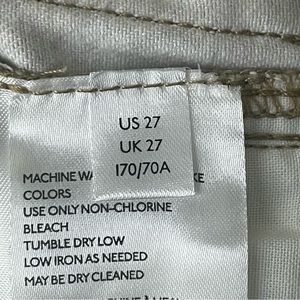 US 27
UK 27
170/70A
MACHINE
COLORS
USE ONLY NON-CHLORINE
BLEACH
TUMBLE DRY LOW
LOW IRON AS NEEDED
MAY BE DRY CLEANED